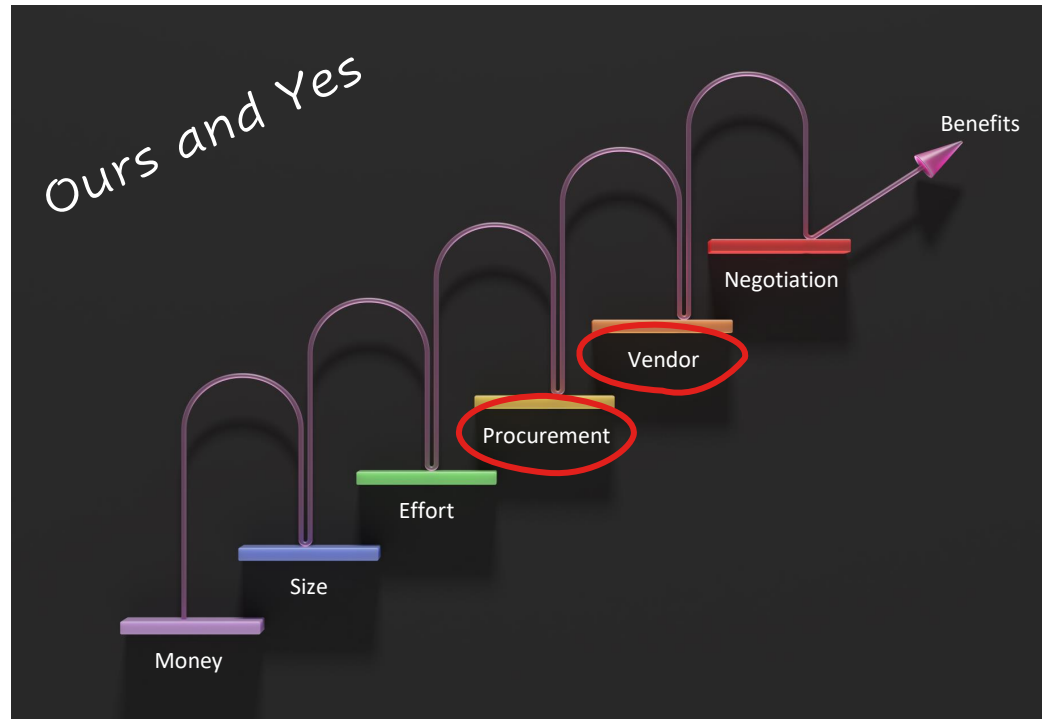 Ours and Yes
Benefits
Negotiation
Vendor
Procurement
Effort
Size
Money